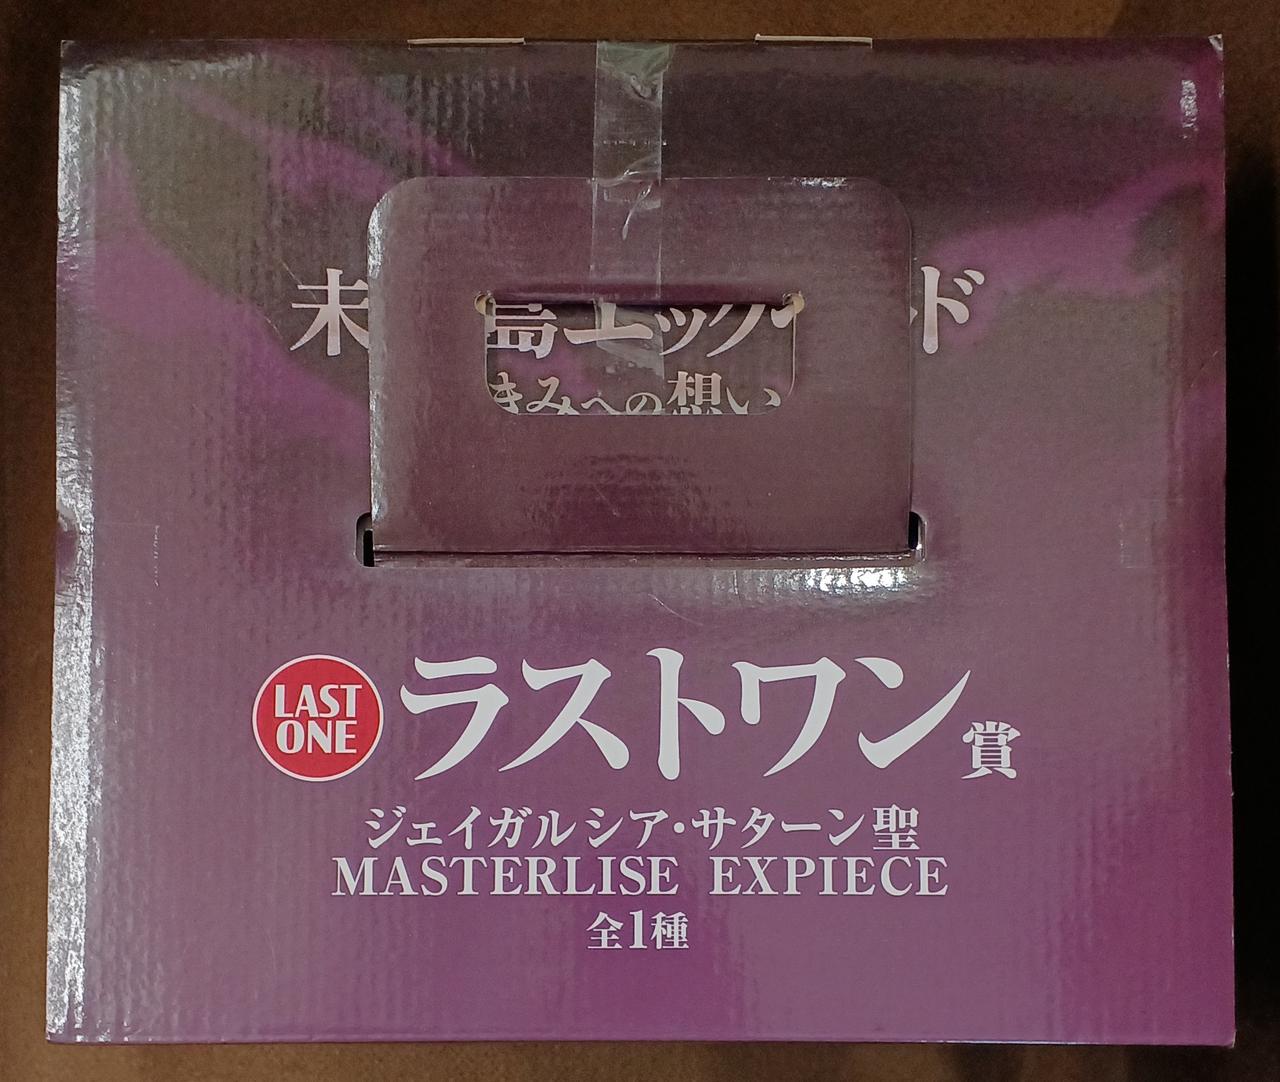 未 島エッグ ド
きみへの想い
LAST
ONE
ラストワン賞
ジェイガルシア・サターン聖
MASTERLISE EXPIECE
全1種